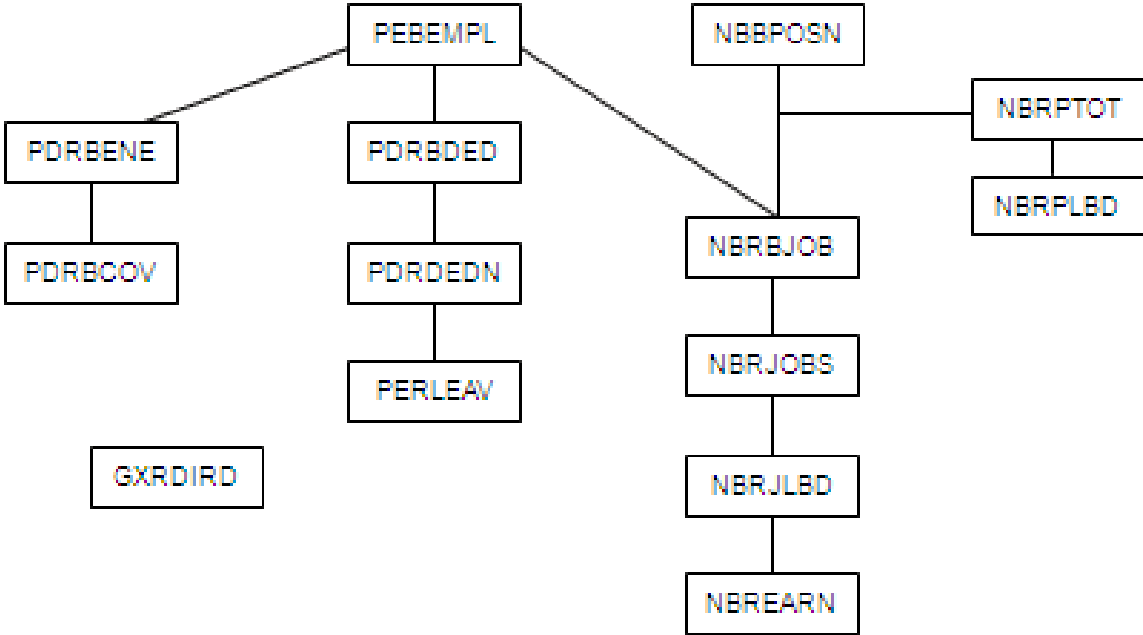 PEBEMPL
NBBPOSN
NBRPTOT
PDRBENE
PDRBDED
NBRPLBD
NBRBJOB
PDRBCOV
PDRDEDN
NBRJOBS
PERLEAV
GXRDIRD
NBRJLBD
NBREARN